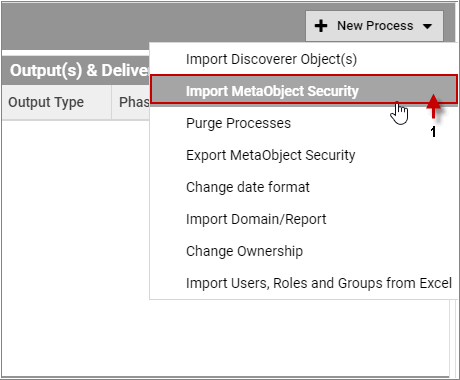 New Process
Import Discoverer Object(s)
Output(s) & Deliver
Import MetaObject Security
Output Type Phas
1
Purge Processes
Export MetaObject Security
Change date format
Import Domain/Report
Change Ownership
Import Users, Roles and Groups from Excel